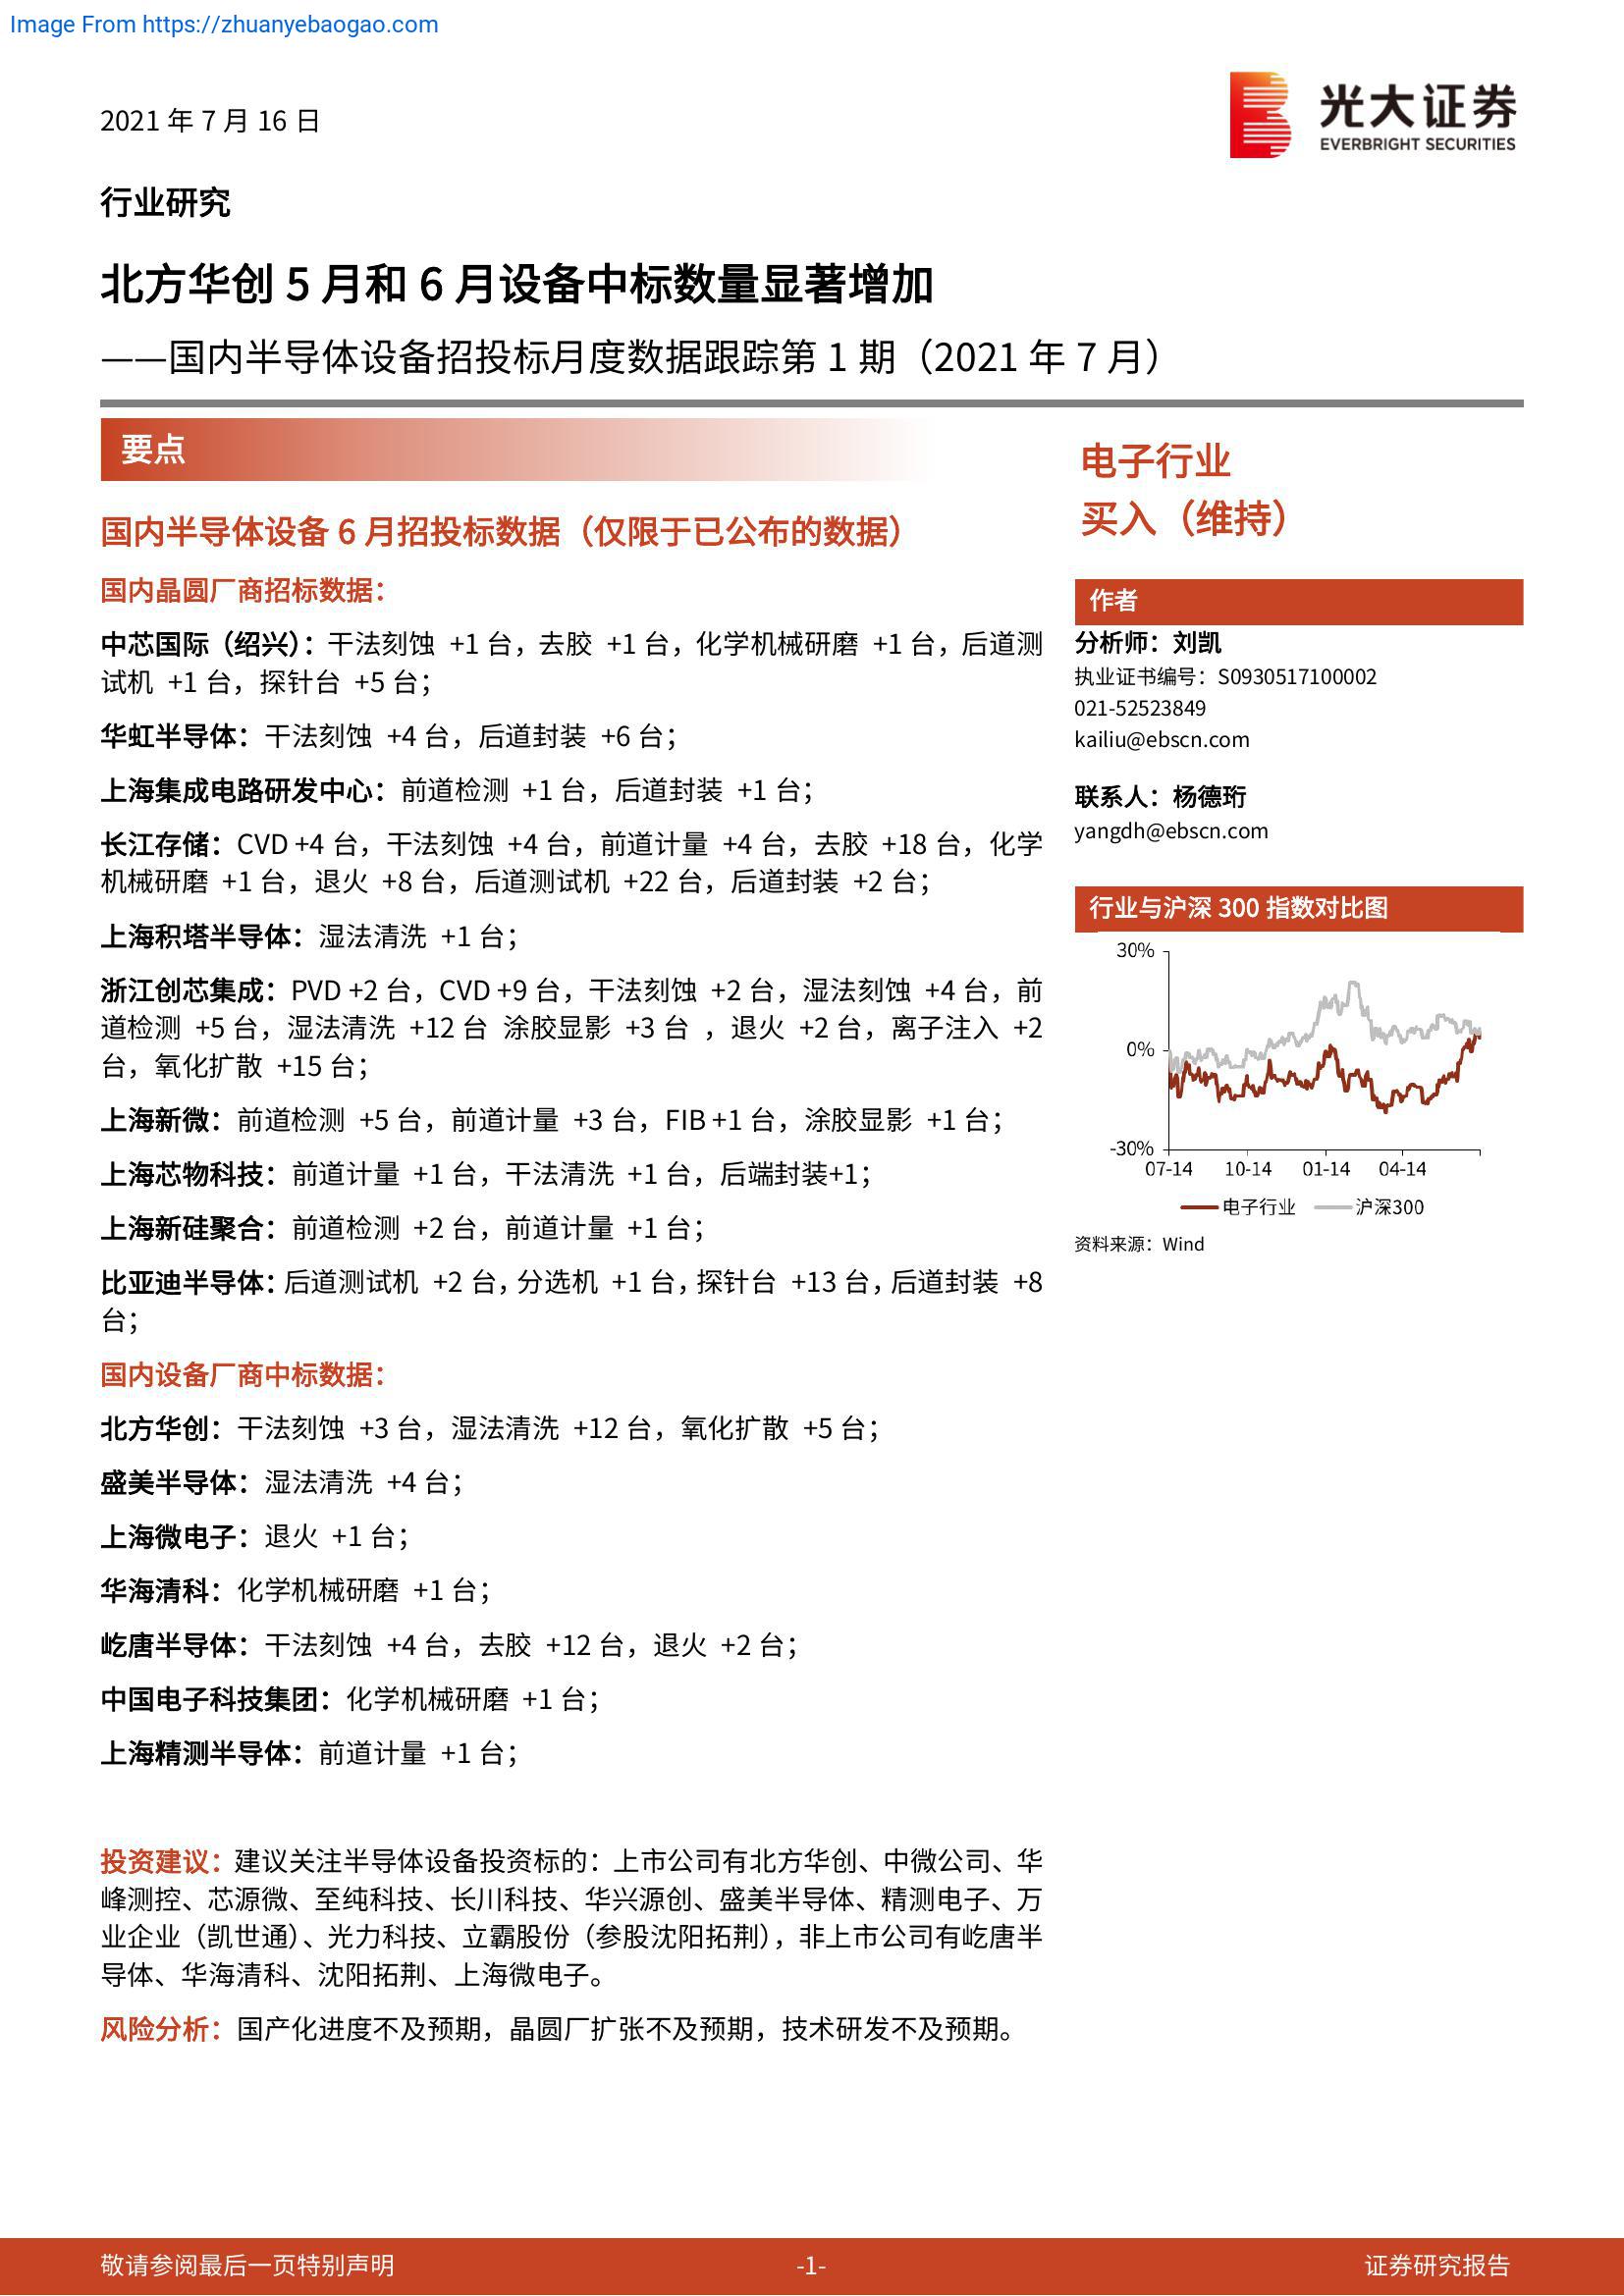 Image From https://zhuanyebaogao.com
2021 年 7 月 16 日
光大证券
EVERBRIGHT SECURITIES
行业研究
北方华创 5 月和 6 月设备中标数量显著增加
——国内半导体设备招投标月度数据跟踪第 1 期（2021 年 7 月）
要点
国内半导体设备 6 月招投标数据（仅限于已公布的数据）
国内晶圆厂商招标数据：
中芯国际（绍兴）：干法刻蚀 +1 台，去胶 +1 台，化学机械研磨 +1 台，后道测
试机 +1 台，探针台 +5 台；
华虹半导体：干法刻蚀 +4 台，后道封装 +6 台；
上海集成电路研发中心：前道检测 +1 台，后道封装 +1 台；
长江存储：CVD +4 台，干法刻蚀 +4 台，前道计量 +4 台，去胶 +18 台，化学
机械研磨 +1 台，退火 +8 台，后道测试机 +22 台，后道封装 +2 台；
上海积塔半导体：湿法清洗 +1 台；
浙江创芯集成：PVD +2 台，CVD +9 台，干法刻蚀 +2 台，湿法刻蚀 +4 台，前
道检测 +5 台，湿法清洗 +12 台 涂胶显影 +3 台 ，退火 +2 台，离子注入 +2
台，氧化扩散 +15 台；
上海新微：前道检测 +5 台，前道计量 +3 台，FIB +1 台，涂胶显影 +1 台；
上海芯物科技：前道计量 +1 台，干法清洗 +1 台，后端封装+1；
上海新硅聚合：前道检测 +2 台，前道计量 +1 台；
比亚迪半导体：后道测试机 +2 台，分选机 +1 台，探针台 +13 台，后道封装 +8
台；
国内设备厂商中标数据：
北方华创：干法刻蚀 +3 台，湿法清洗 +12 台，氧化扩散 +5 台；
盛美半导体：湿法清洗 +4 台；
上海微电子：退火 +1 台；
华海清科：化学机械研磨 +1 台；
屹唐半导体：干法刻蚀 +4 台，去胶 +12 台，退火 +2 台；
中国电子科技集团：化学机械研磨 +1 台；
上海精测半导体：前道计量 +1 台；
投资建议：建议关注半导体设备投资标的：上市公司有北方华创、中微公司、华
峰测控、芯源微、至纯科技、长川科技、华兴源创、盛美半导体、精测电子、万
业企业（凯世通）、光力科技、立霸股份（参股沈阳拓荆），非上市公司有屹唐半
导体、华海清科、沈阳拓荆、上海微电子。
风险分析：国产化进度不及预期，晶圆厂扩张不及预期，技术研发不及预期。
电子行业
买入（维持）
作者
分析师：刘凯
执业证书编号：S0930517100002
021-52523849
kailiu@ebscn.com
联系人：杨德珩
yangdh@ebscn.com
行业与沪深 300 指数对比图
30%
0%
-30%
07-14 10-14 01-14 04-14
电子行业 沪深300
资料来源：Wind
敬请参阅最后一页特别声明 -1- 证券研究报告